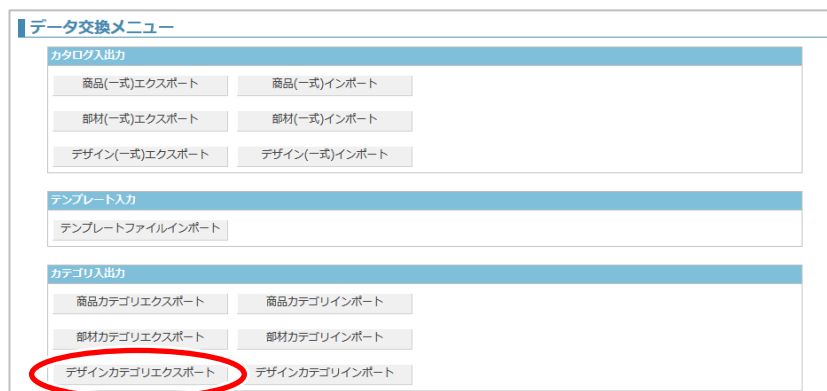 データ交換メニュー
カタログ入出力
商品(一式)エクスポート 商品(一式)インポート
部材(一式)エクスポート 部材(一式)インポート
デザイン(一式)エクスポート デザイン(一式)インポート
テンプレート入力
テンプレートファイルインポート
カテゴリ入出力
商品カテゴリエクスポート 商品カテゴリインポート
部材カテゴリエクスポート 部材カテゴリインポート
デザインカテゴリエクスポート デザインカテゴリインポート